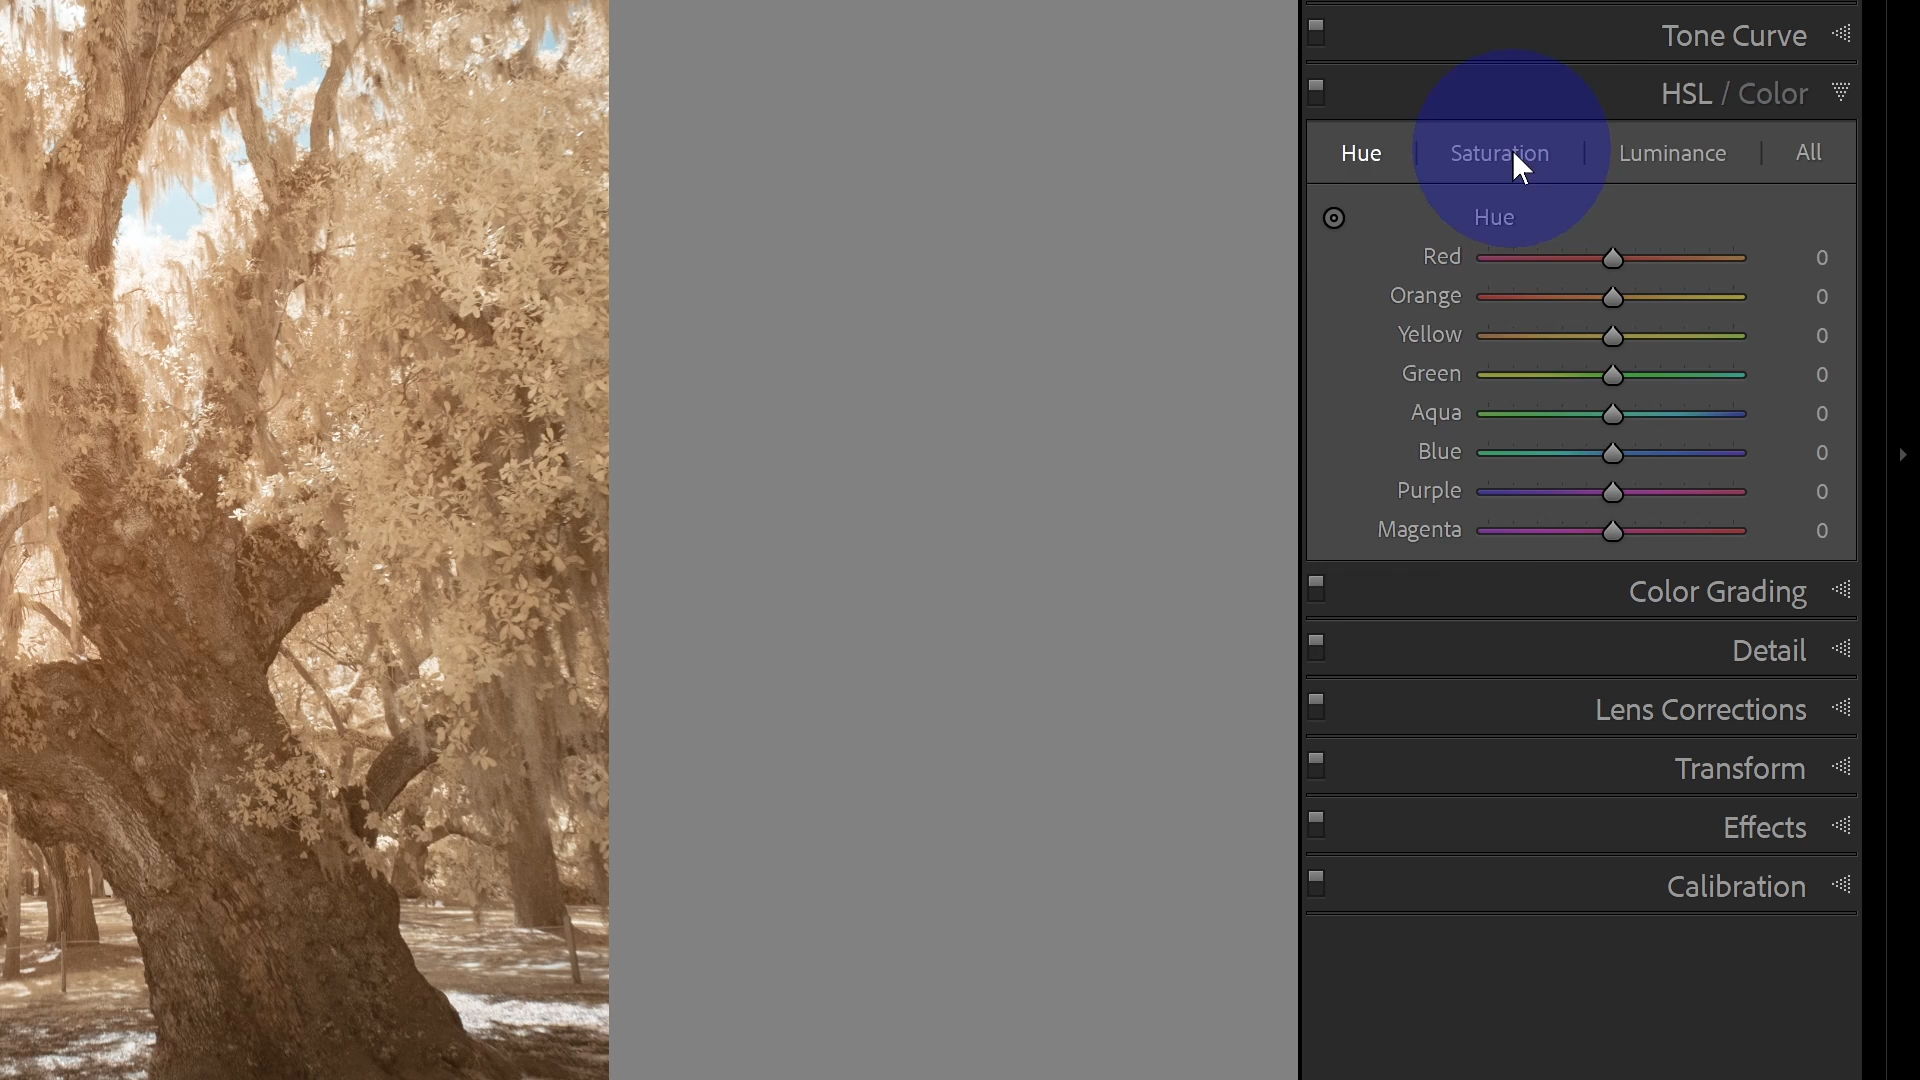 Tone Curve
HSL / Color
Hue | Saturation | Luminance | All
Hue
Red 0
Orange 0
Yellow 0
Green 0
Aqua 0
Blue 0
Purple 0
Magenta 0
Color Grading
Detail
Lens Corrections
Transform
Effects
Calibration